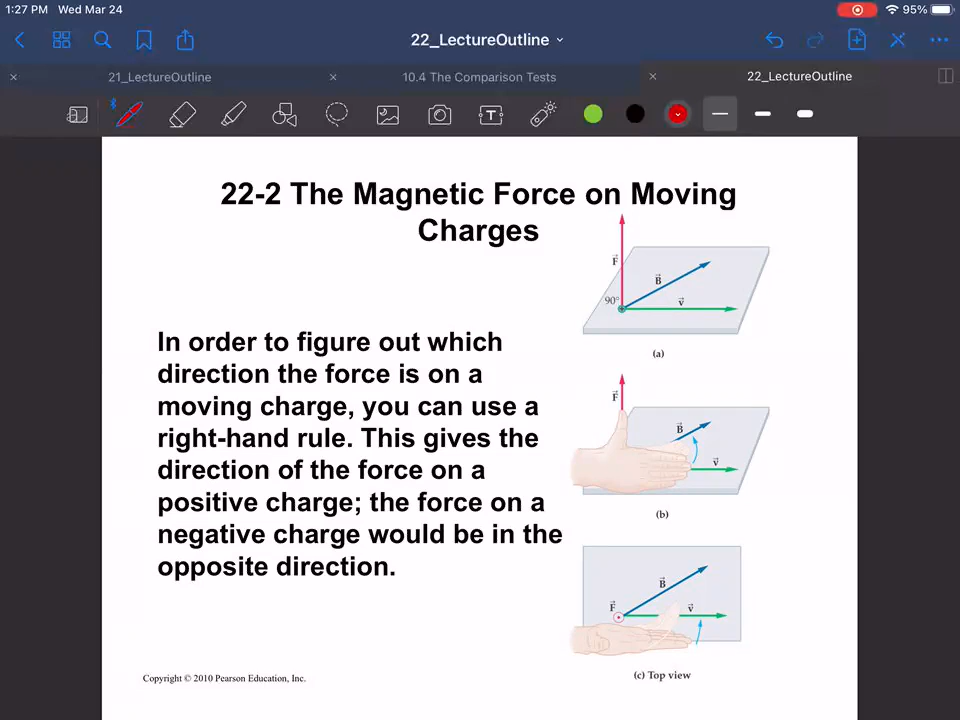 1:27 PM Wed Mar 24
95%
22_LectureOutline
21_LectureOutline
10.4 The Comparison Tests
22_LectureOutline
T
22-2 The Magnetic Force on Moving
Charges
F
B
90°
v
(a)
In order to figure out which
direction the force is on a
moving charge, you can use a
right-hand rule. This gives the
direction of the force on a
positive charge; the force on a
negative charge would be in the
opposite direction.
F
B
v
(b)
B
F
v
(c) Top view
Copyright © 2010 Pearson Education, Inc.